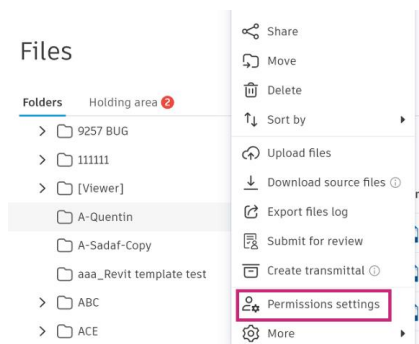 Files
Folders
Holding area 2
9257 BUG
111111
[Viewer]
A-Quentin
A-Sadaf-Copy
aaa_Revit template test
ABC
ACE
Share
Move
Delete
Sort by
Upload files
Download source files
Export files log
Submit for review
Create transmittal
Permissions settings
More